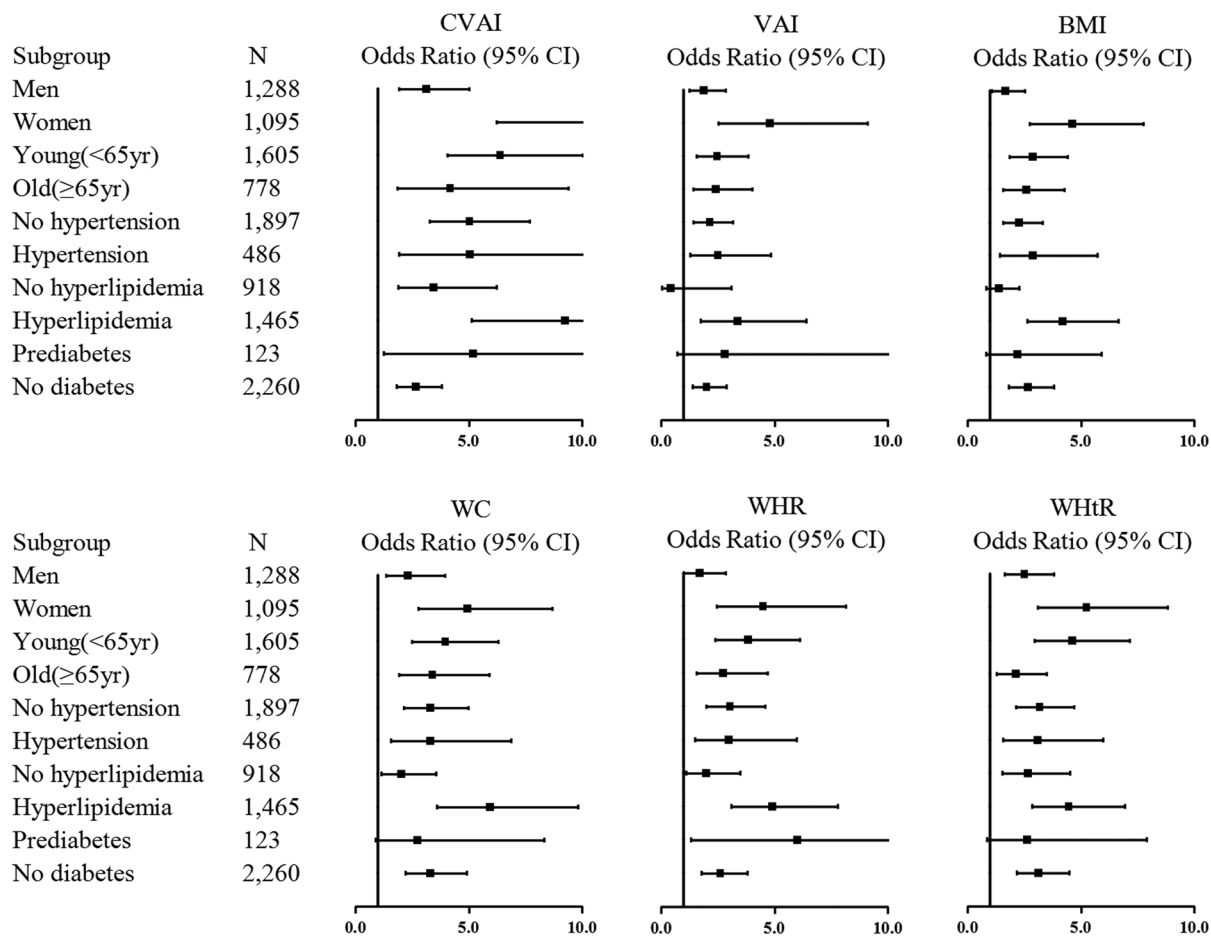 CVAI VAI BMI
Subgroup N Odds Ratio (95% CI) Odds Ratio (95% CI) Odds Ratio (95% CI)
Men 1,288
Women 1,095
Young(<65yr) 1,605
Old(≥65yr) 778
No hypertension 1,897
Hypertension 486
No hyperlipidemia 918
Hyperlipidemia 1,465
Prediabetes 123
No diabetes 2,260
0.0 5.0 10.0 0.0 5.0 10.0 0.0 5.0 10.0
WC WHR WHtR
Subgroup N Odds Ratio (95% CI) Odds Ratio (95% CI) Odds Ratio (95% CI)
Men 1,288
Women 1,095
Young(<65yr) 1,605
Old(≥65yr) 778
No hypertension 1,897
Hypertension 486
No hyperlipidemia 918
Hyperlipidemia 1,465
Prediabetes 123
No diabetes 2,260
0.0 5.0 10.0 0.0 5.0 10.0 0.0 5.0 10.0